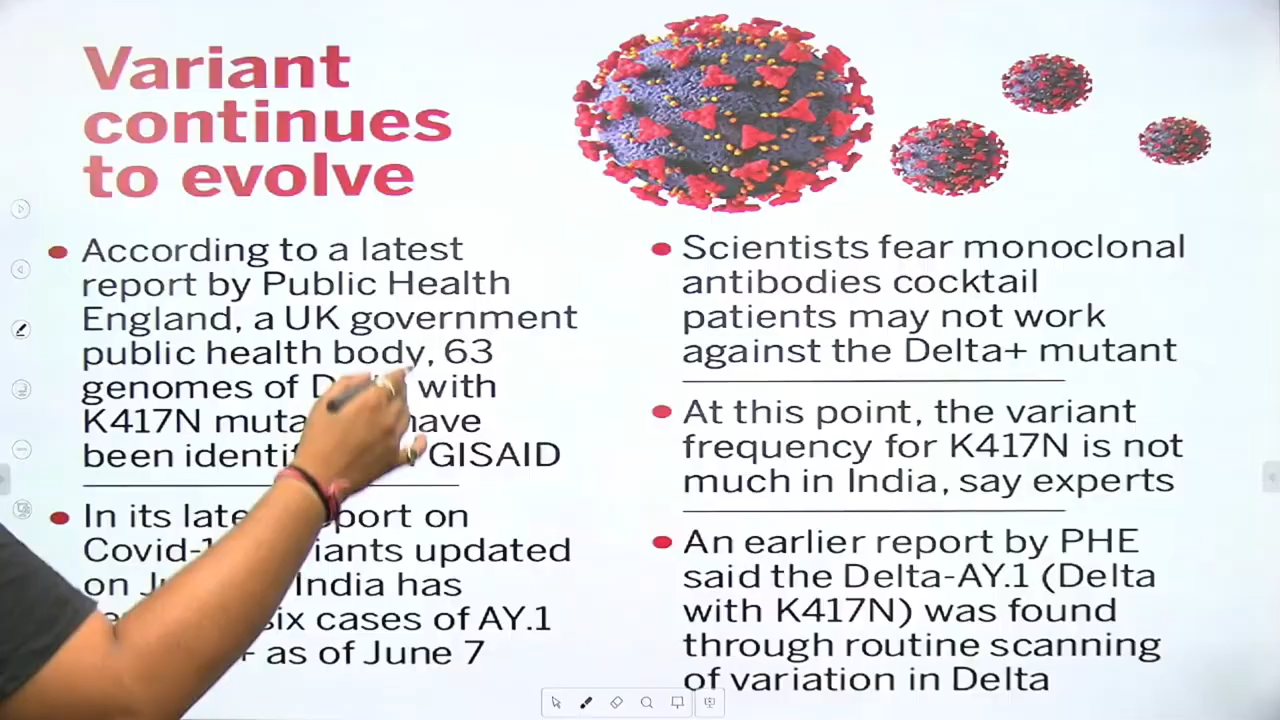 Variant
continues
to evolve
According to a latest
report by Public Health
England, a UK government
public health body, 63
genomes of with
K417N have
been GISAID
In its report on
Covid- updated
on India has
six cases of AY.1
as of June 7
Scientists fear monoclonal
antibodies cocktail
patients may not work
against the Delta+ mutant
At this point, the variant
frequency for K417N is not
much in India, say experts
An earlier report by PHE
said the Delta-AY.1 (Delta
with K417N) was found
through routine scanning
of variation in Delta